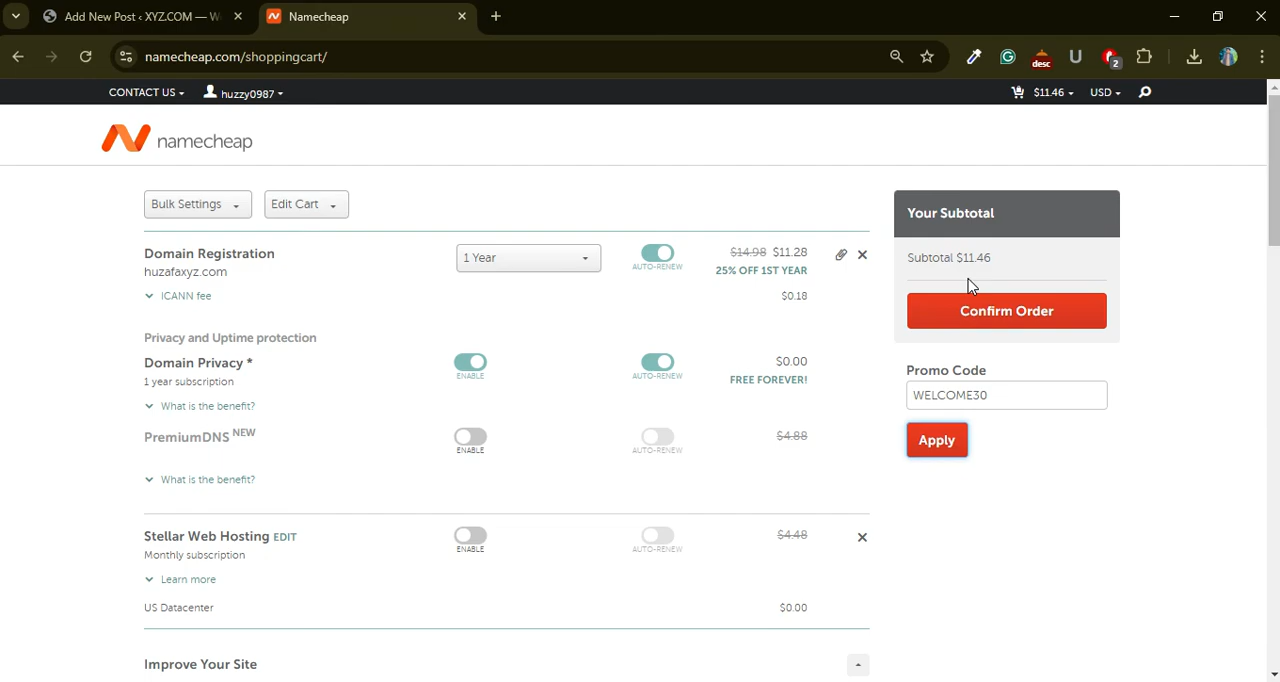 Add New Post ‹ XYZ.COM — W
Namecheap
namecheap.com/shoppingcart/
desc
U
2
CONTACT US
huzzy0987
$11.46
USD
namecheap
Bulk Settings
Edit Cart
Your Subtotal
Domain Registration
huzafaxyz.com
1 Year
AUTO-RENEW
$14.98 $11.28
25% OFF 1ST YEAR
Subtotal $11.46
ICANN fee
$0.18
Confirm Order
Privacy and Uptime protection
Domain Privacy *
1 year subscription
ENABLE
AUTO-RENEW
$0.00
FREE FOREVER!
Promo Code
WELCOME30
What is the benefit?
PremiumDNS NEW
ENABLE
AUTO-RENEW
$4.88
Apply
What is the benefit?
Stellar Web Hosting EDIT
Monthly subscription
ENABLE
AUTO-RENEW
$4.48
Learn more
US Datacenter
$0.00
Improve Your Site